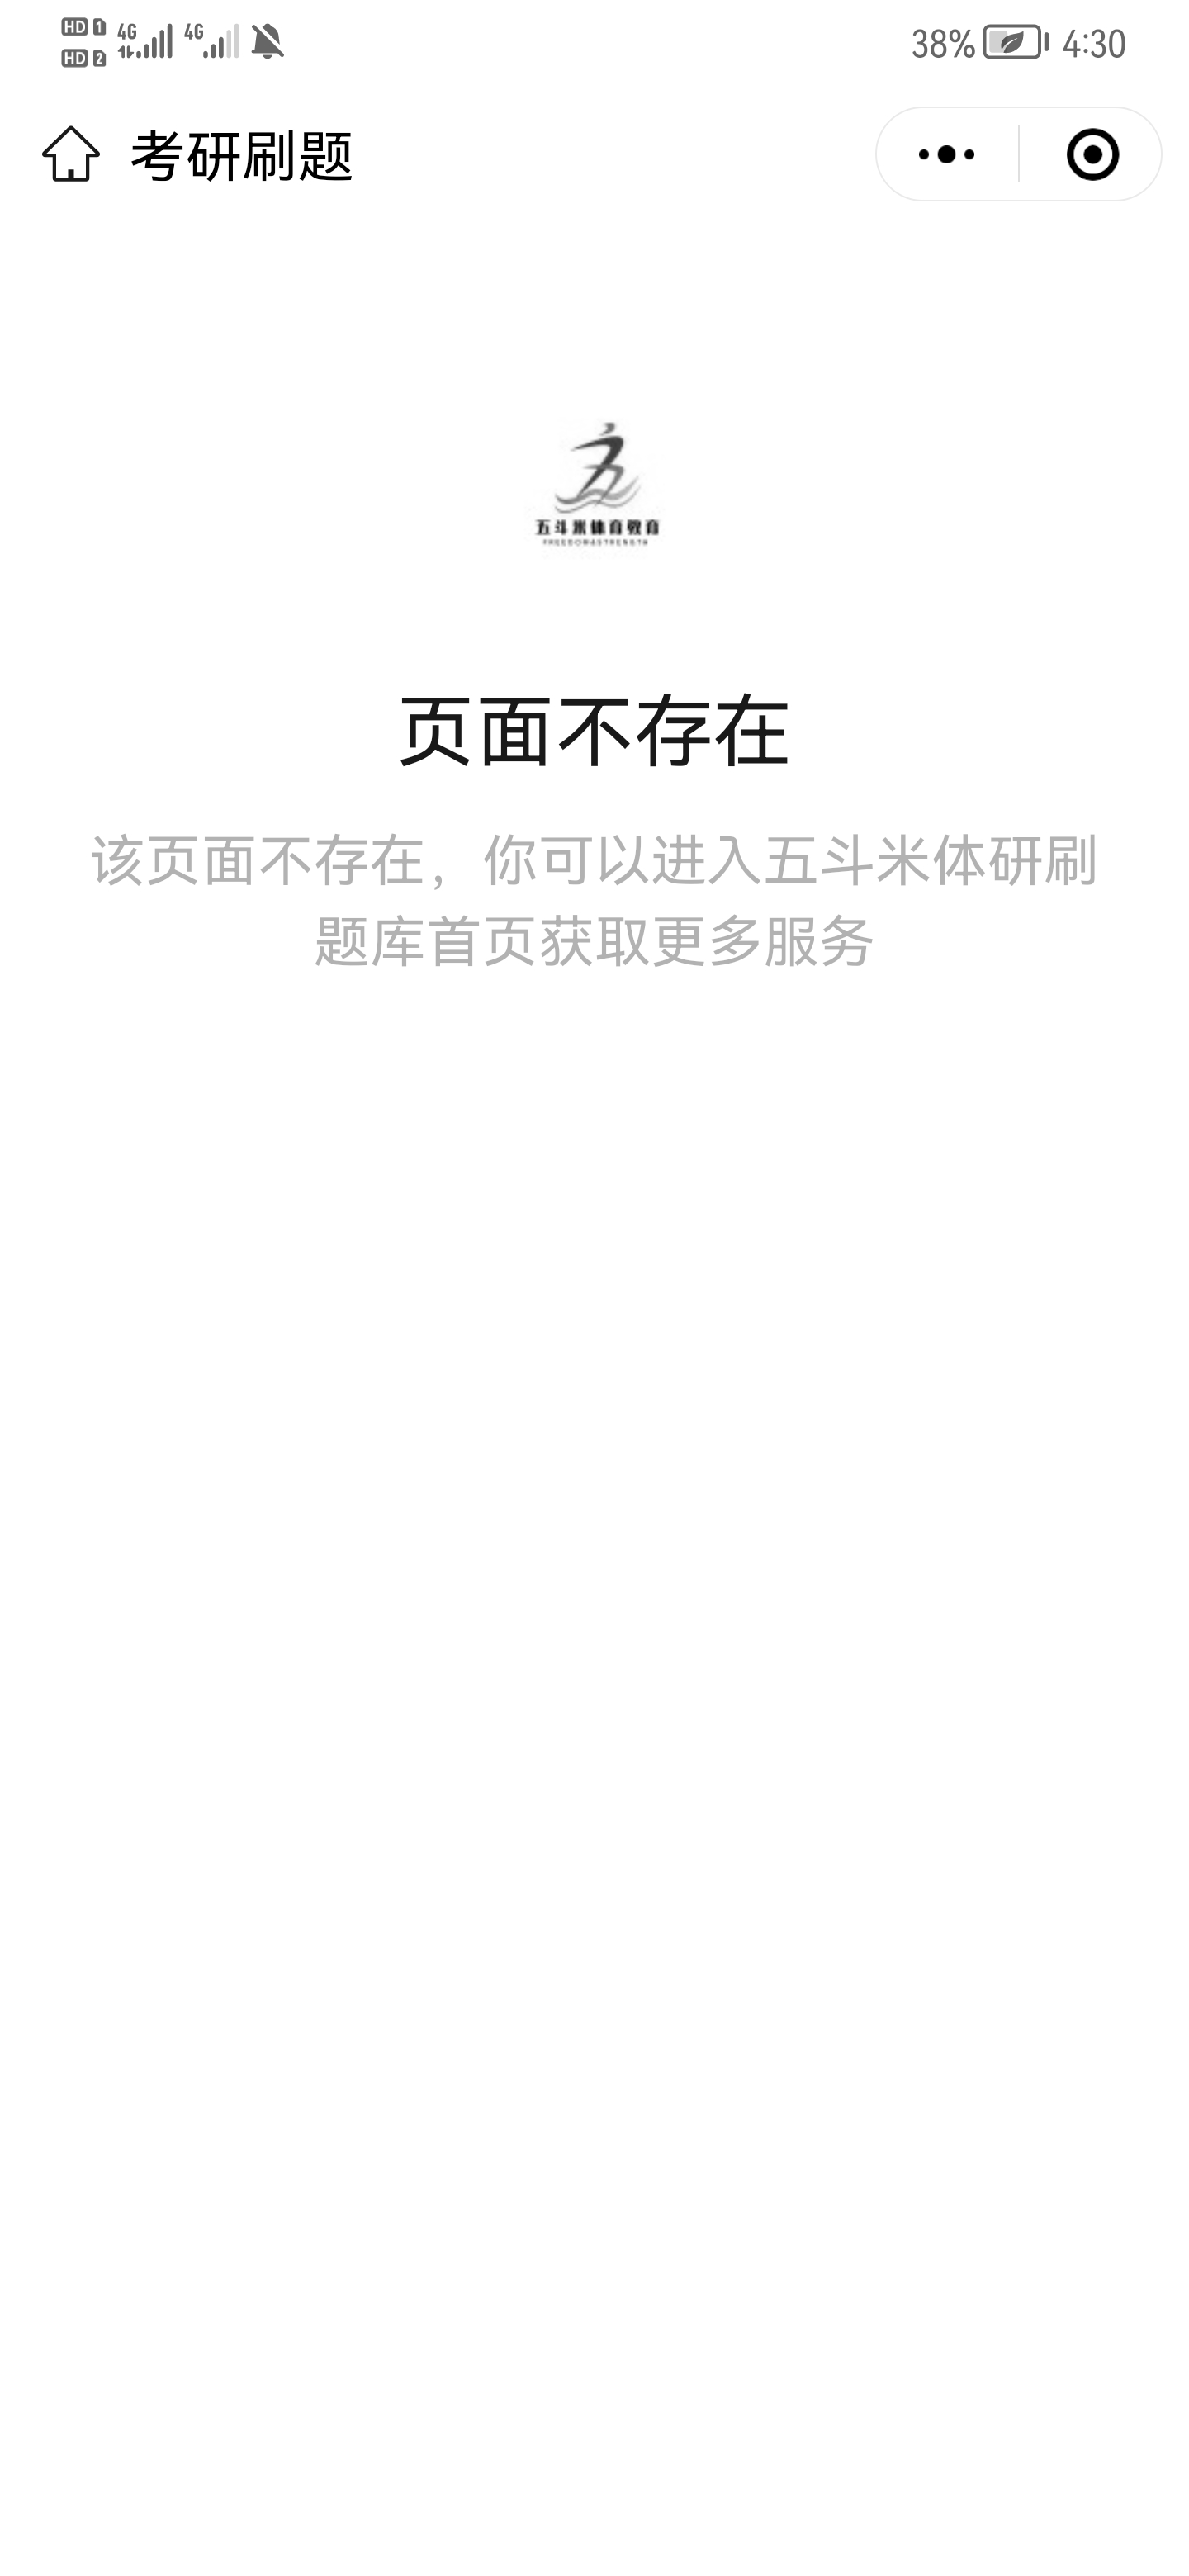 HD 1 4G 4G
HD 2
38% 4:30
考研刷题
五斗米体育教育
FREEDOM&STRENGTH
页面不存在
该页面不存在，你可以进入五斗米体研刷
题库首页获取更多服务